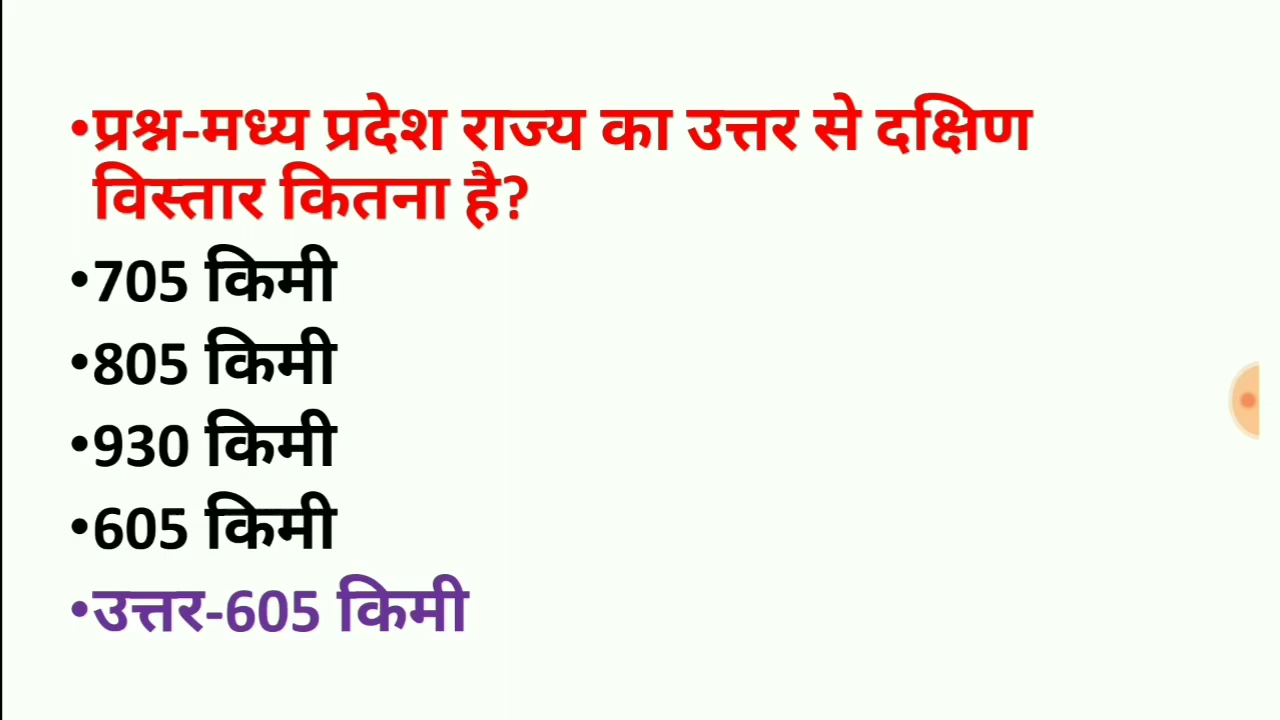 •प्रश्न-मध्य प्रदेश राज्य का उत्तर से दक्षिण
विस्तार कितना है?
•705 किमी
•805 किमी
•930 किमी
•605 किमी
•उत्तर-605 किमी